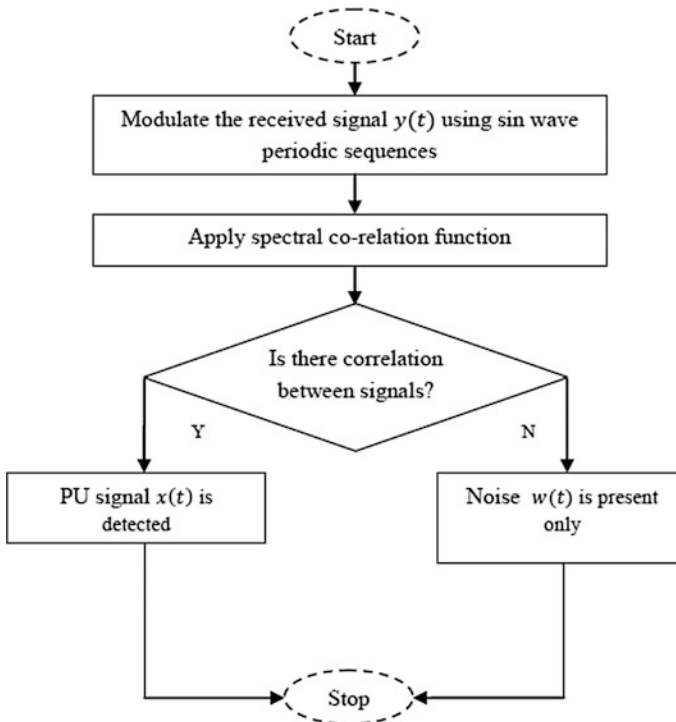 Start
Modulate the received signal y(t) using sin wave
periodic sequences
Apply spectral co-relation function
Is there correlation
between signals?
Y
N
PU signal x(t) is
detected
Noise w(t) is present
only
Stop